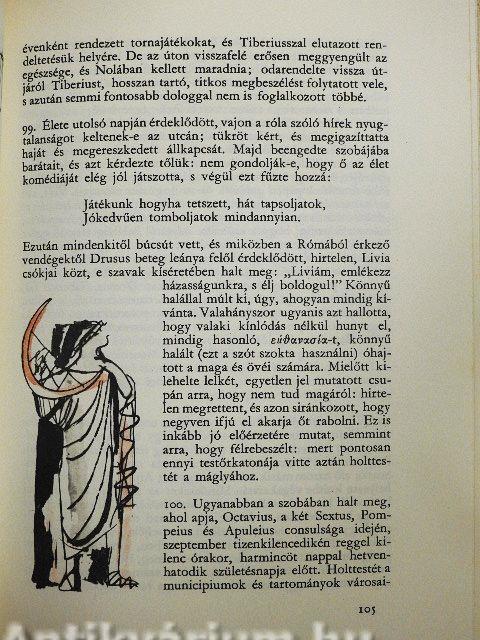 évenként rendezett tornajátékokat, és Tiberiusszal elutazott ren-
deltetésük helyére. De az úton visszafelé erősen meggyengült az
egészsége, és Nolában kellett maradnia; odarendelte vissza út-
járól Tiberiust, hosszan tartó, titkos megbeszélést folytatott vele,
s azután semmi fontosabb dologgal nem is foglalkozott többé.
99. Élete utolsó napján érdeklődött, vajon a róla szóló hírek nyug-
talanságot keltenek-e az utcán; tükröt kért, és megigazíttatta
haját és megereszkedett állkapcsát. Majd beengedte szobájába
barátait, és azt kérdezte tőlük: nem gondolják-e, hogy ő az élet
komédiáját elég jól játszotta, s végül ezt fűzte hozzá:
Játékunk hogyha tetszett, hát tapsoljatok,
Jókedvűen tomboljatok mindannyian.
Ezután mindenkitől búcsút vett, és miközben a Rómából érkező
vendégektől Drusus beteg leánya felől érdeklődött, hirtelen, Livia
csókjai közt, e szavak kíséretében halt meg: „Liviám, emlékezz
házasságunkra, s élj boldogul!” Könnyű
halállal múlt ki, úgy, ahogyan mindig kí-
vánta. Valahányszor ugyanis azt hallotta,
hogy valaki kínlódás nélkül hunyt el,
mindig hasonló, εὐθανασία-t, könnyű
halált (ezt a szót szokta használni) óhaj-
tott a maga és övéi számára. Mielőtt ki-
lehelte lelkét, egyetlen jel mutatott csu-
pán arra, hogy nem tud magáról: hirte-
len megrettent, és azon siránkozott, hogy
negyven ifjú el akarja őt rabolni. Ez is
inkább jó előérzetére mutat, semmint
arra, hogy félrebeszélt: mert pontosan
ennyi testőrkatonája vitte aztán holttes-
tét a máglyához.
100. Ugyanabban a szobában halt meg,
ahol apja, Octavius, a két Sextus, Pom-
peius és Apuleius consulsága idején,
szeptember tizenkilencedikén reggel ki-
lenc órakor, harmincöt nappal hetven-
hatodik születésnapja előtt. Holttestét a
municipiumok és tartományok városai-
105
Antikvárium.hu